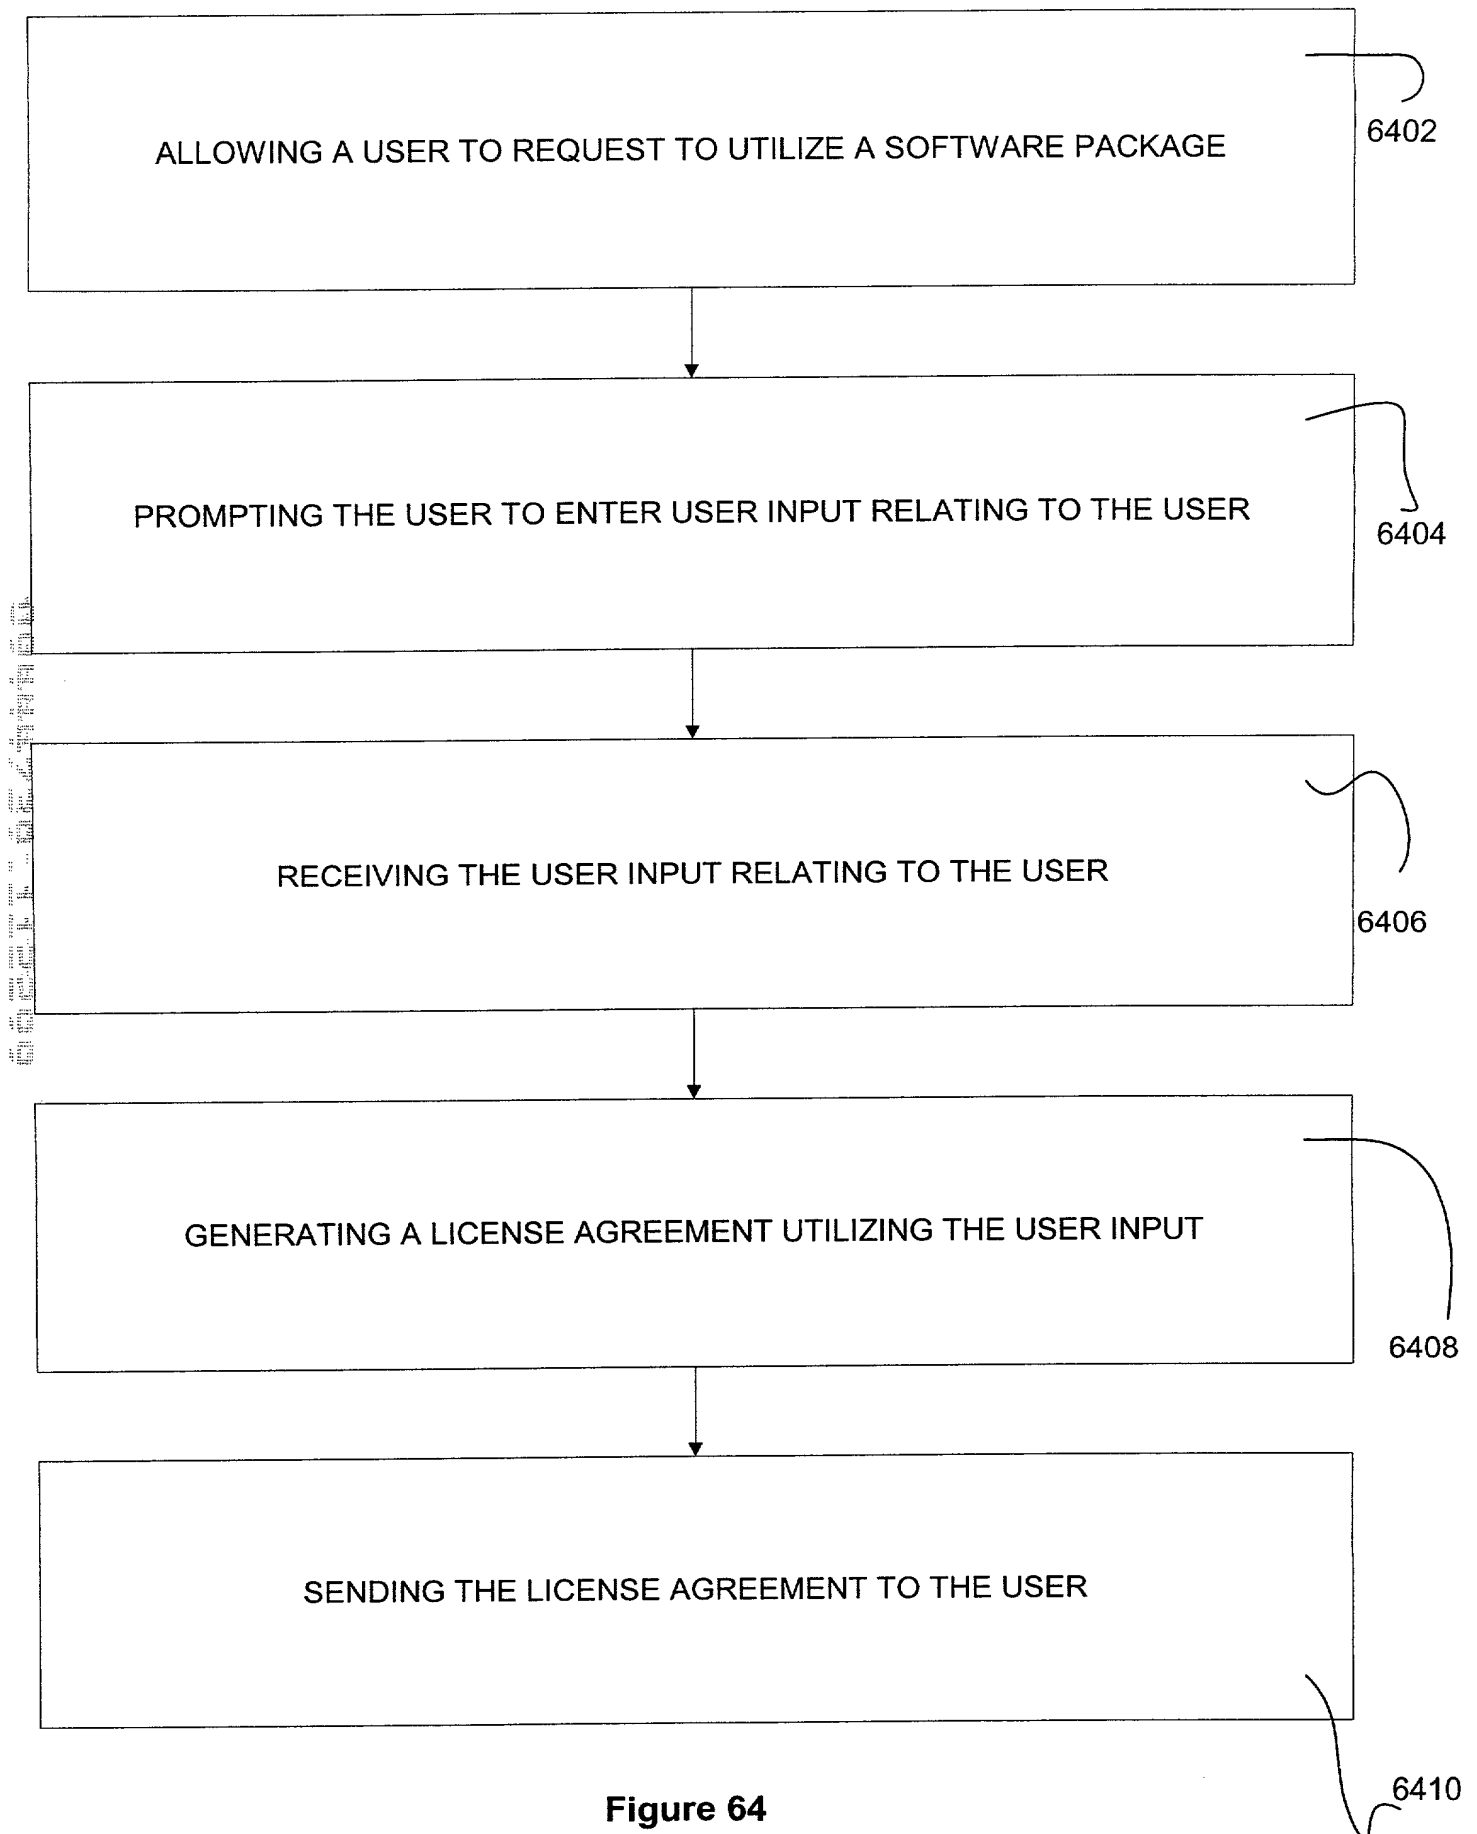 ALLOWING A USER TO REQUEST TO UTILIZE A SOFTWARE PACKAGE
6402
PROMPTING THE USER TO ENTER USER INPUT RELATING TO THE USER
6404
RECEIVING THE USER INPUT RELATING TO THE USER
6406
GENERATING A LICENSE AGREEMENT UTILIZING THE USER INPUT
6408
SENDING THE LICENSE AGREEMENT TO THE USER
6410
Figure 64